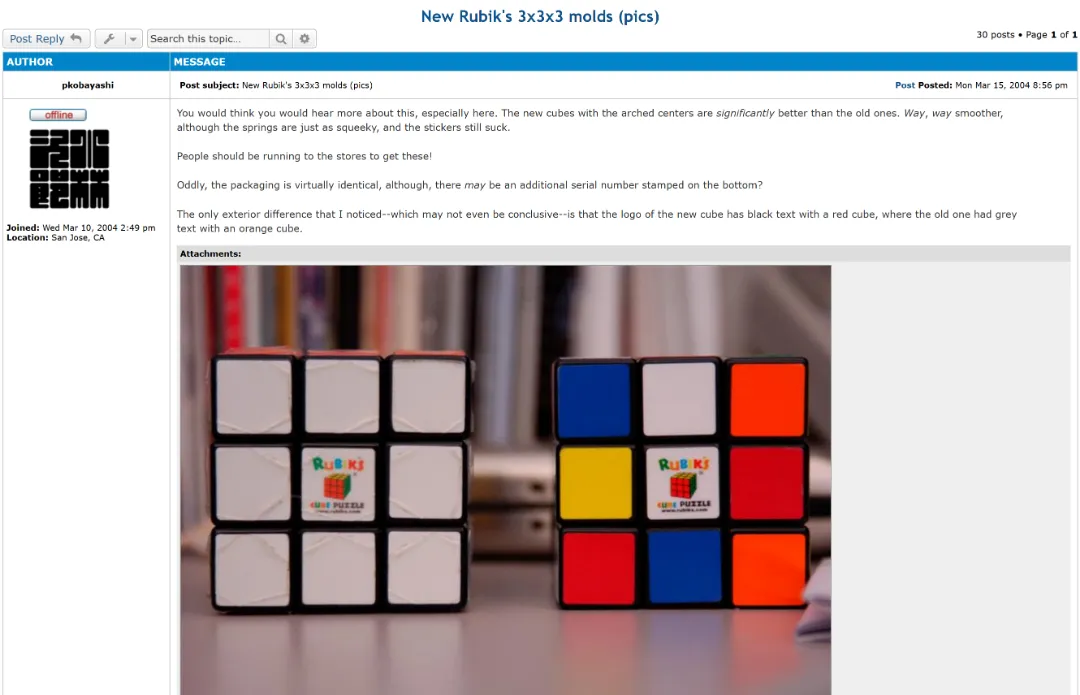 New Rubik's 3x3x3 molds (pics)
Post Reply
Search this topic...
30 posts • Page 1 of 1
AUTHOR
MESSAGE
pkobayashi
Post subject: New Rubik's 3x3x3 molds (pics)
Post Posted: Mon Mar 15, 2004 8:56 pm
offline
Joined: Wed Mar 10, 2004 2:49 pm
Location: San Jose, CA
You would think you would hear more about this, especially here. The new cubes with the arched centers are significantly better than the old ones. Way, way smoother,
although the springs are just as squeeky, and the stickers still suck.
People should be running to the stores to get these!
Oddly, the packaging is virtually identical, although, there may be an additional serial number stamped on the bottom?
The only exterior difference that I noticed--which may not even be conclusive--is that the logo of the new cube has black text with a red cube, where the old one had grey
text with an orange cube.
Attachments:
RUBIK'S
CUBE PUZZLE
www.rubiks.com
RUBIK'S
CUBE PUZZLE
www.rubiks.com